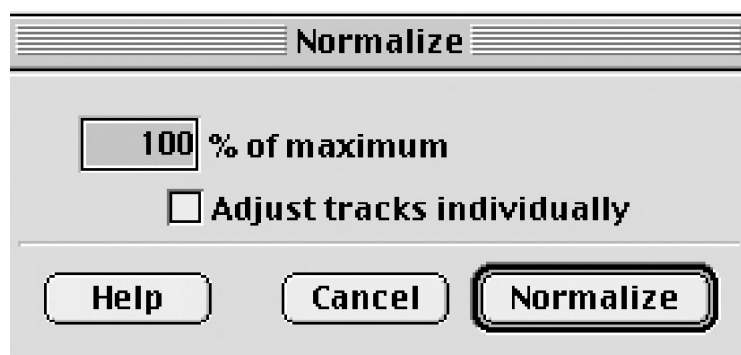 Normalize
100 % of maximum
Adjust tracks individually
Help Cancel Normalize